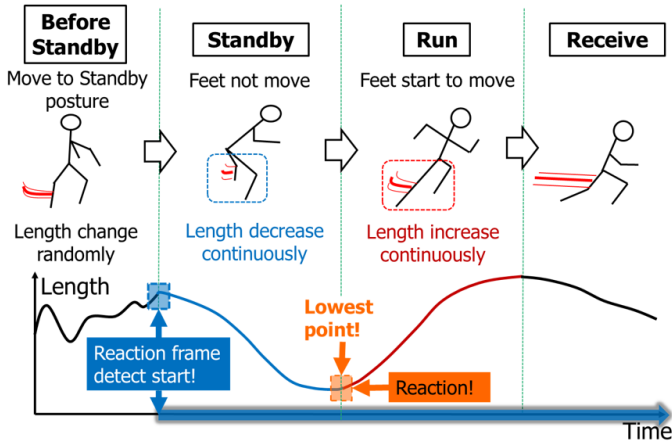 Before
Standby
Standby
Run
Receive
Move to Standby
posture
Feet not move
Feet start to move
Length change
randomly
Length decrease
continuously
Length increase
continuously
Length
Lowest
point!
Reaction frame
detect start!
Reaction!
Time